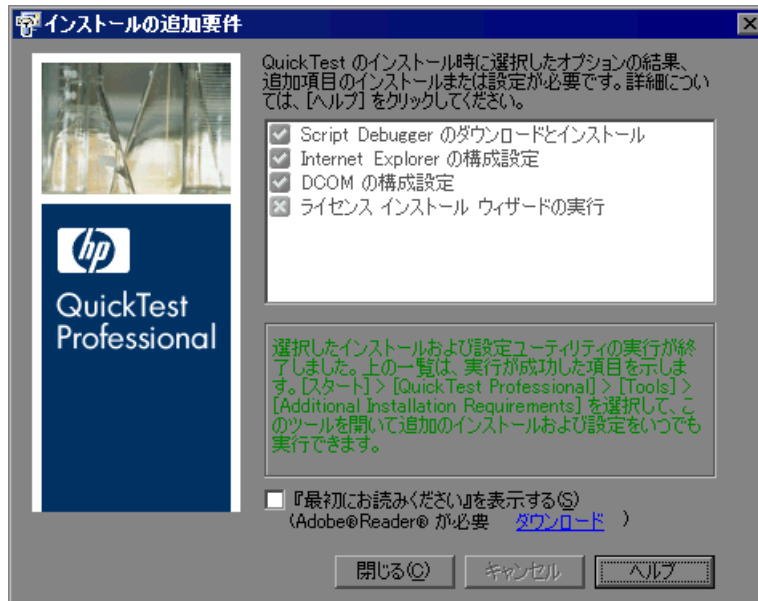 インストールの追加要件
QuickTest のインストール時に選択したオプションの結果、
追加項目のインストールまたは設定が必要です。詳細につい
ては、[ヘルプ] をクリックしてください。
Script Debugger のダウンロードとインストール
Internet Explorer の構成設定
DCOM の構成設定
ライセンス インストール ウィザードの実行
hp
QuickTest
Professional
選択したインストールおよび設定ユーティリティの実行が終
了しました。上の一覧は、実行が成功した項目を示しま
す。[スタート] > [QuickTest Professional] > [Tools] >
[Additional Installation Requirements] を選択して、こ
のツールを開いて追加のインストールおよび設定をいつでも
実行できます。
『最初にお読みください』を表示する(S)
(Adobe®Reader® が必要 ダウンロード )
閉じる(C) キャンセル ヘルプ